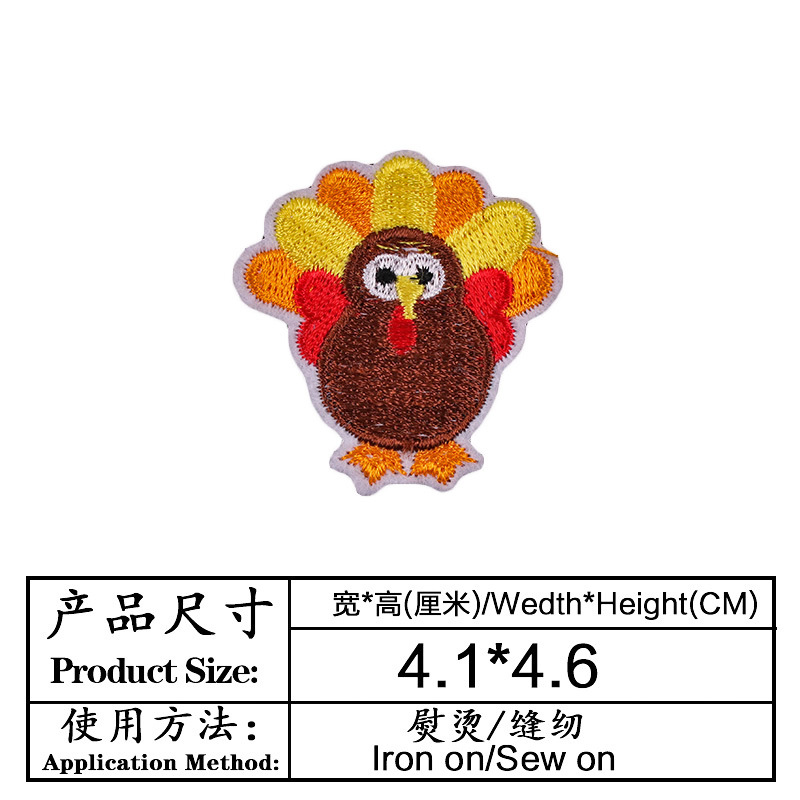 产品尺寸
Product Size:
宽*高(厘米)/Wedth*Height(CM)
4.1*4.6
使用方法：
Application Method:
熨烫/缝纫
Iron on/Sew on